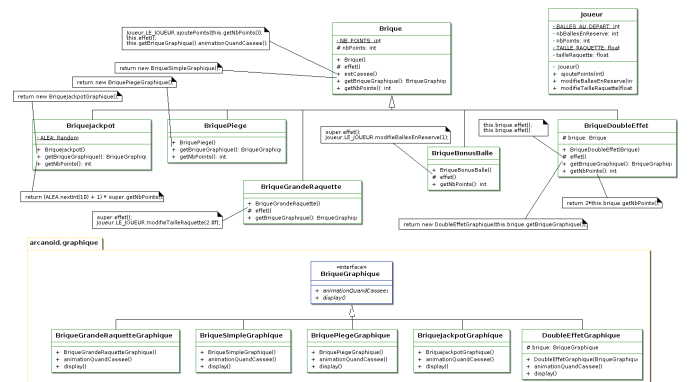 Joueur.LE_JOUEUR.ajoutePoints(this.getNbPoints());
this.effet();
this.getBriqueGraphique().animationQuandCassee();
Brique
- NB_POINTS: int
# nbPoints: int
+ Brique()
# effet()
+ estCassee()
+ getBriqueGraphique(): BriqueGraphiq
+ getNbPoints(): int
Joueur
- BALLES_AU_DEPART: int
- nbBallesEnReserve: int
- nbPoints: int
- TAILLE_RAQUETTE: float
- tailleRaquette: float
- Joueur()
+ ajoutePoints(int)
+ modifieBallesEnReserve(in
+ modifieTailleRaquette(float
return new BriqueSimpleGraphique();
return new BriquePiegeGraphique();
return new BriqueJackpotGraphique();
BriqueJackpot
- ALEA: Random
+ BriqueJackpot()
+ getBriqueGraphique(): BriqueGraphiqu
+ getNbPoints(): int
BriquePiege
+ BriquePiege()
+ getBriqueGraphique(): BriqueGraphiqu
+ getNbPoints(): int
super.effet();
Joueur.LE_JOUEUR.modifieBallesEnReserve(1);
BriqueBonusBalle
+ BriqueBonusBalle()
# effet()
+ getNbPoints(): int
this.brique.effet();
this.brique.effet();
BriqueDoubleEffet
# brique: Brique
+ BriqueDoubleEffet(Brique)
# effet()
+ getBriqueGraphique(): BriqueGraphiqu
+ getNbPoints(): int
BriqueGrandeRaquette
+ BriqueGrandeRaquette()
# effet()
+ getBriqueGraphique(): BriqueGraphiq
return (ALEA.nextInt(10) + 1) * super.getNbPoints();
super.effet();
Joueur.LE_JOUEUR.modifieTailleRaquette(2.0f);
return 2*this.brique.getNbPoints();
return new DoubleEffetGraphique(this.brique.getBriqueGraphique());
arcanoid.graphique
«interface»
BriqueGraphique
+ animationQuandCassee(
+ display()
BriqueGrandeRaquetteGraphique
+ BriqueGrandeRaquetteGraphique()
+ animationQuandCassee()
+ display()
BriqueSimpleGraphique
+ BriqueSimpleGraphique()
+ animationQuandCassee()
+ display()
BriquePiegeGraphique
+ BriquePiegeGraphique()
+ animationQuandCassee()
+ display()
BriqueJackpotGraphique
+ BriqueJackpotGraphique()
+ animationQuandCassee()
+ display()
DoubleEffetGraphique
# brique: BriqueGraphique
+ DoubleEffetGraphique(BriqueGraphiqu
+ animationQuandCassee()
+ display()